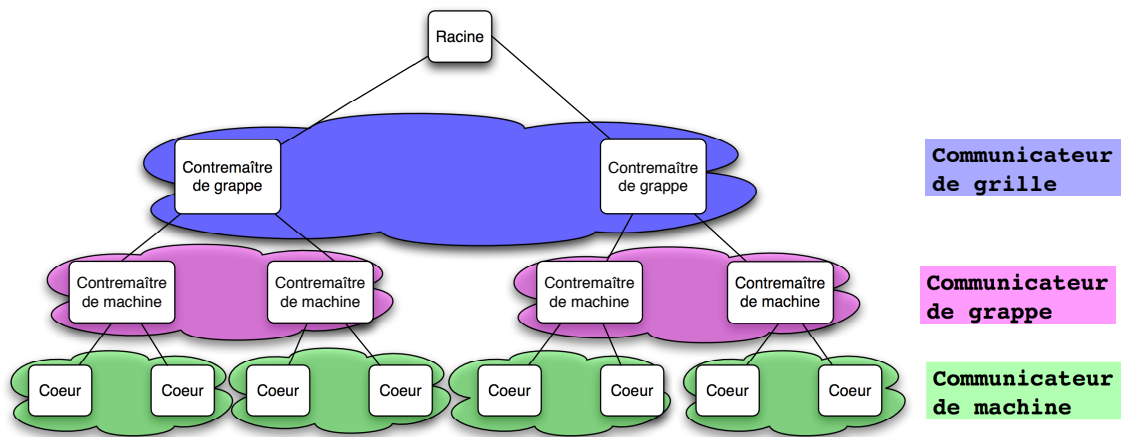 Racine
Contremaître
de grappe
Contremaître
de grappe
Communicateur
de grille
Contremaître
de machine
Contremaître
de machine
Contremaître
de machine
Contremaître
de machine
Communicateur
de grappe
Coeur
Coeur
Coeur
Coeur
Coeur
Coeur
Coeur
Coeur
Communicateur
de machine